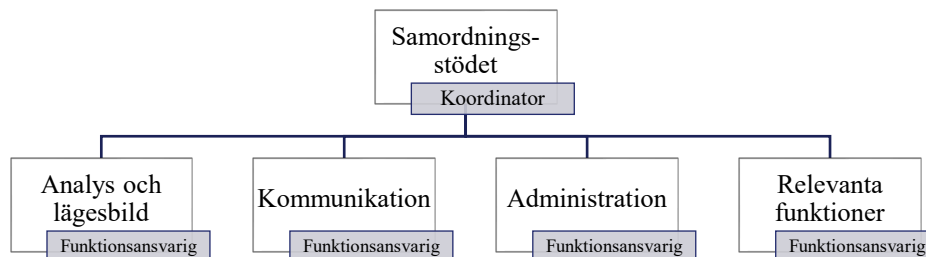 Samordnings-
stödet
Koordinator
Analys och
lägesbild
Funktionsansvarig
Kommunikation
Funktionsansvarig
Administration
Funktionsansvarig
Relevanta
funktioner
Funktionsansvarig